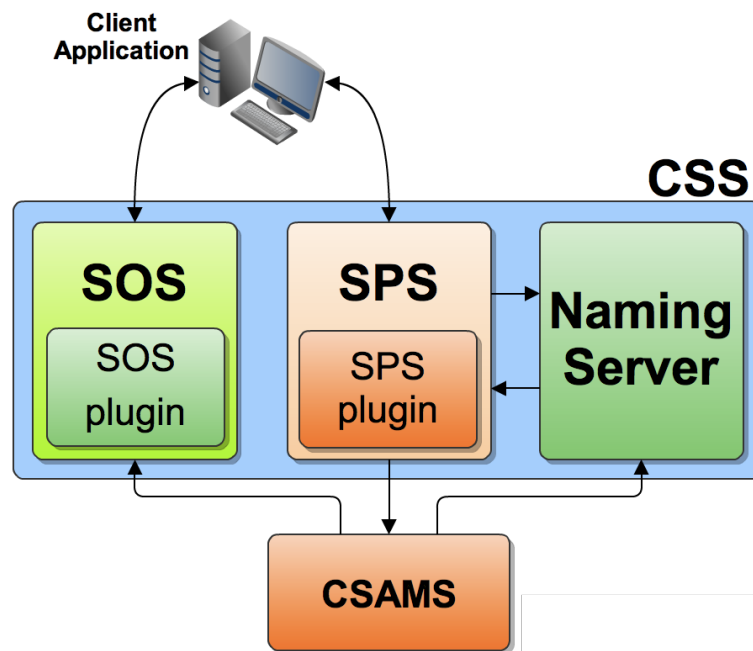 Client
Application
CSS
SOS
SOS
plugin
SPS
SPS
plugin
Naming
Server
CSAMS